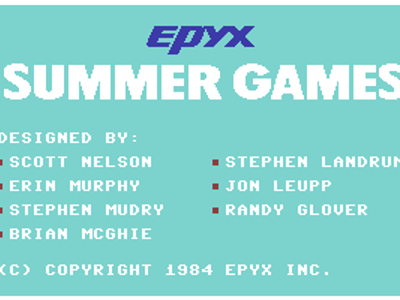 EPYX
SUMMER GAMES
DESIGNED BY:
SCOTT NELSON STEPHEN LANDRUM
ERIN MURPHY JON LEUPP
STEPHEN MUDRY RANDY GLOVER
BRIAN MCGHIE
(C) COPYRIGHT 1984 EPYX INC.